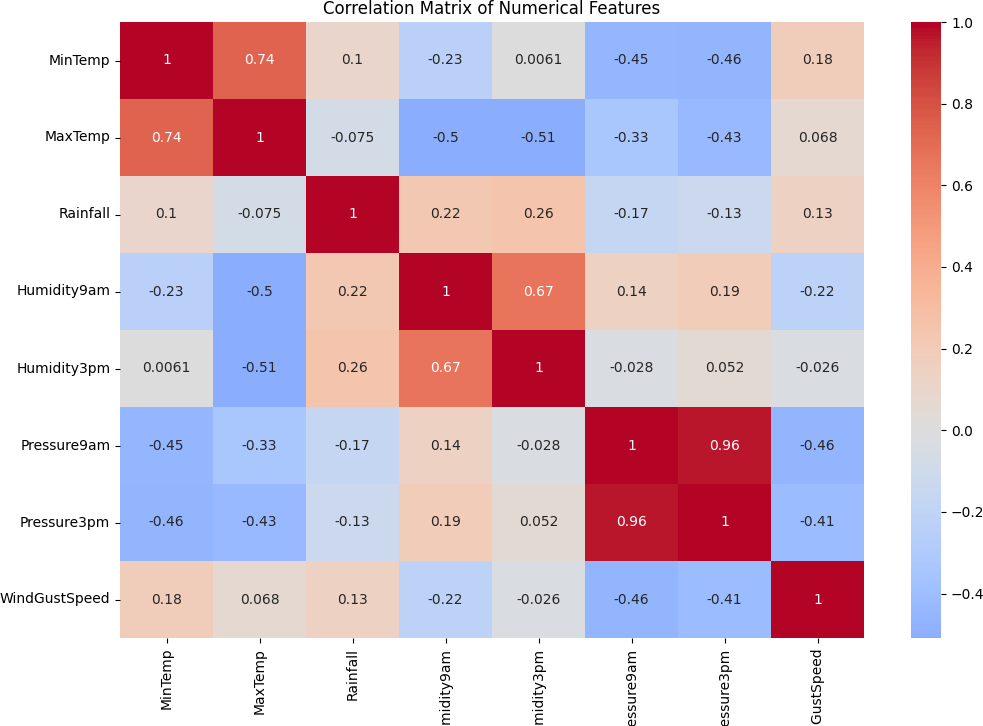 Correlation Matrix of Numerical Features
MinTemp 1 0.74 0.1 -0.23 0.0061 -0.45 -0.46 0.18
MaxTemp 0.74 1 -0.075 -0.5 -0.51 -0.33 -0.43 0.068
Rainfall 0.1 -0.075 1 0.22 0.26 -0.17 -0.13 0.13
Humidity9am -0.23 -0.5 0.22 1 0.67 0.14 0.19 -0.22
Humidity3pm 0.0061 -0.51 0.26 0.67 1 -0.028 0.052 -0.026
Pressure9am -0.45 -0.33 -0.17 0.14 -0.028 1 0.96 -0.46
Pressure3pm -0.46 -0.43 -0.13 0.19 0.052 0.96 1 -0.41
WindGustSpeed 0.18 0.068 0.13 -0.22 -0.026 -0.46 -0.41 1
MinTemp
MaxTemp
Rainfall
midity9am
midity3pm
essure9am
essure3pm
GustSpeed
1.0
0.8
0.6
0.4
0.2
0.0
−0.2
−0.4